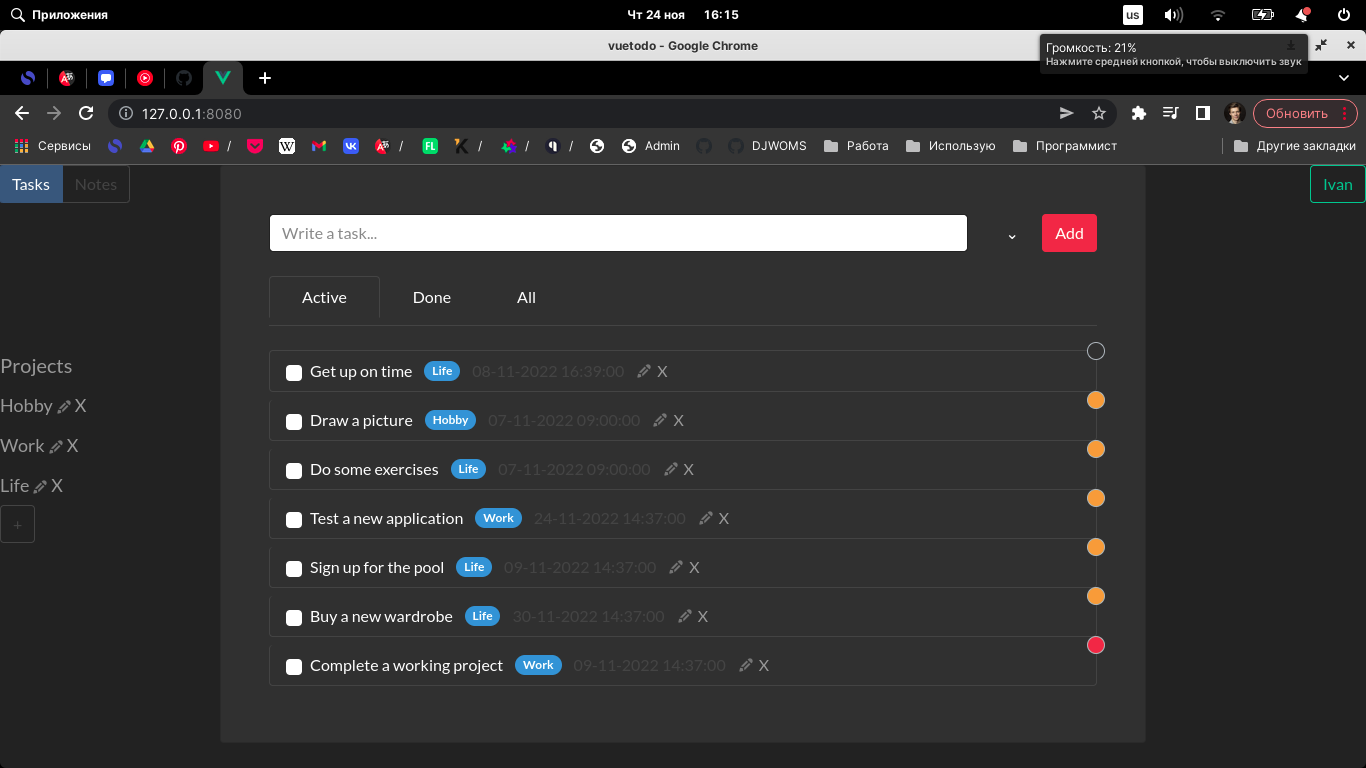 Приложения
Чт 24 ноя 16:15
us
vuetodo - Google Chrome
Громкость: 21%
Нажмите средней кнопкой, чтобы выключить звук
127.0.0.1:8080
Обновить
Сервисы
/
W
/
FL
/
/
/
Admin
DJWOMS
Работа
Использую
Программист
Другие закладки
Tasks
Notes
Ivan
Write a task...
Add
Active
Done
All
Projects
Hobby X
Work X
Life X
+
Get up on time Life 08-11-2022 16:39:00 X
Draw a picture Hobby 07-11-2022 09:00:00 X
Do some exercises Life 07-11-2022 09:00:00 X
Test a new application Work 24-11-2022 14:37:00 X
Sign up for the pool Life 09-11-2022 14:37:00 X
Buy a new wardrobe Life 30-11-2022 14:37:00 X
Complete a working project Work 09-11-2022 14:37:00 X